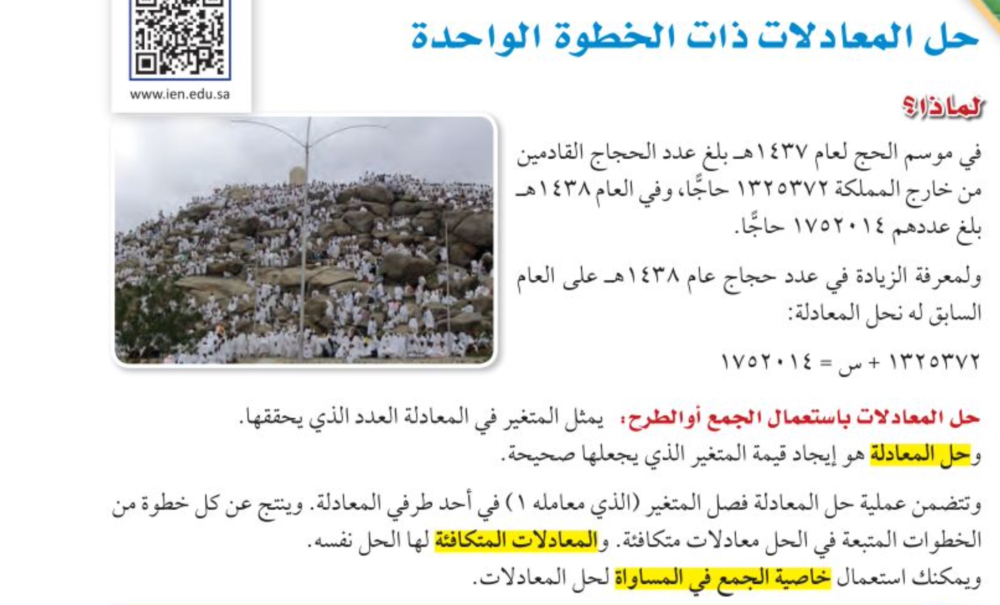 حل المعادلات ذات الخطوة الواحدة
www.ien.edu.sa
لماذا؟
في موسم الحج لعام ١٤٣٧هـ بلغ عدد الحجاج القادمين
من خارج المملكة ١٣٢٥٣٧٢ حاجًّا، وفي العام ١٤٣٨هـ
بلغ عددهم ١٧٥٢٠١٤ حاجًّا.
ولمعرفة الزيادة في عدد حجاج عام ١٤٣٨هـ على العام
السابق له نحل المعادلة:
١٣٢٥٣٧٢ + س = ١٧٥٢٠١٤
حل المعادلات باستعمال الجمع أوالطرح: يمثل المتغير في المعادلة العدد الذي يحققها.
وحل المعادلة هو إيجاد قيمة المتغير الذي يجعلها صحيحة.
وتتضمن عملية حل المعادلة فصل المتغير (الذي معامله ١) في أحد طرفي المعادلة. وينتج عن كل خطوة من
الخطوات المتبعة في الحل معادلات متكافئة. والمعادلات المتكافئة لها الحل نفسه.
ويمكنك استعمال خاصية الجمع في المساواة لحل المعادلات.